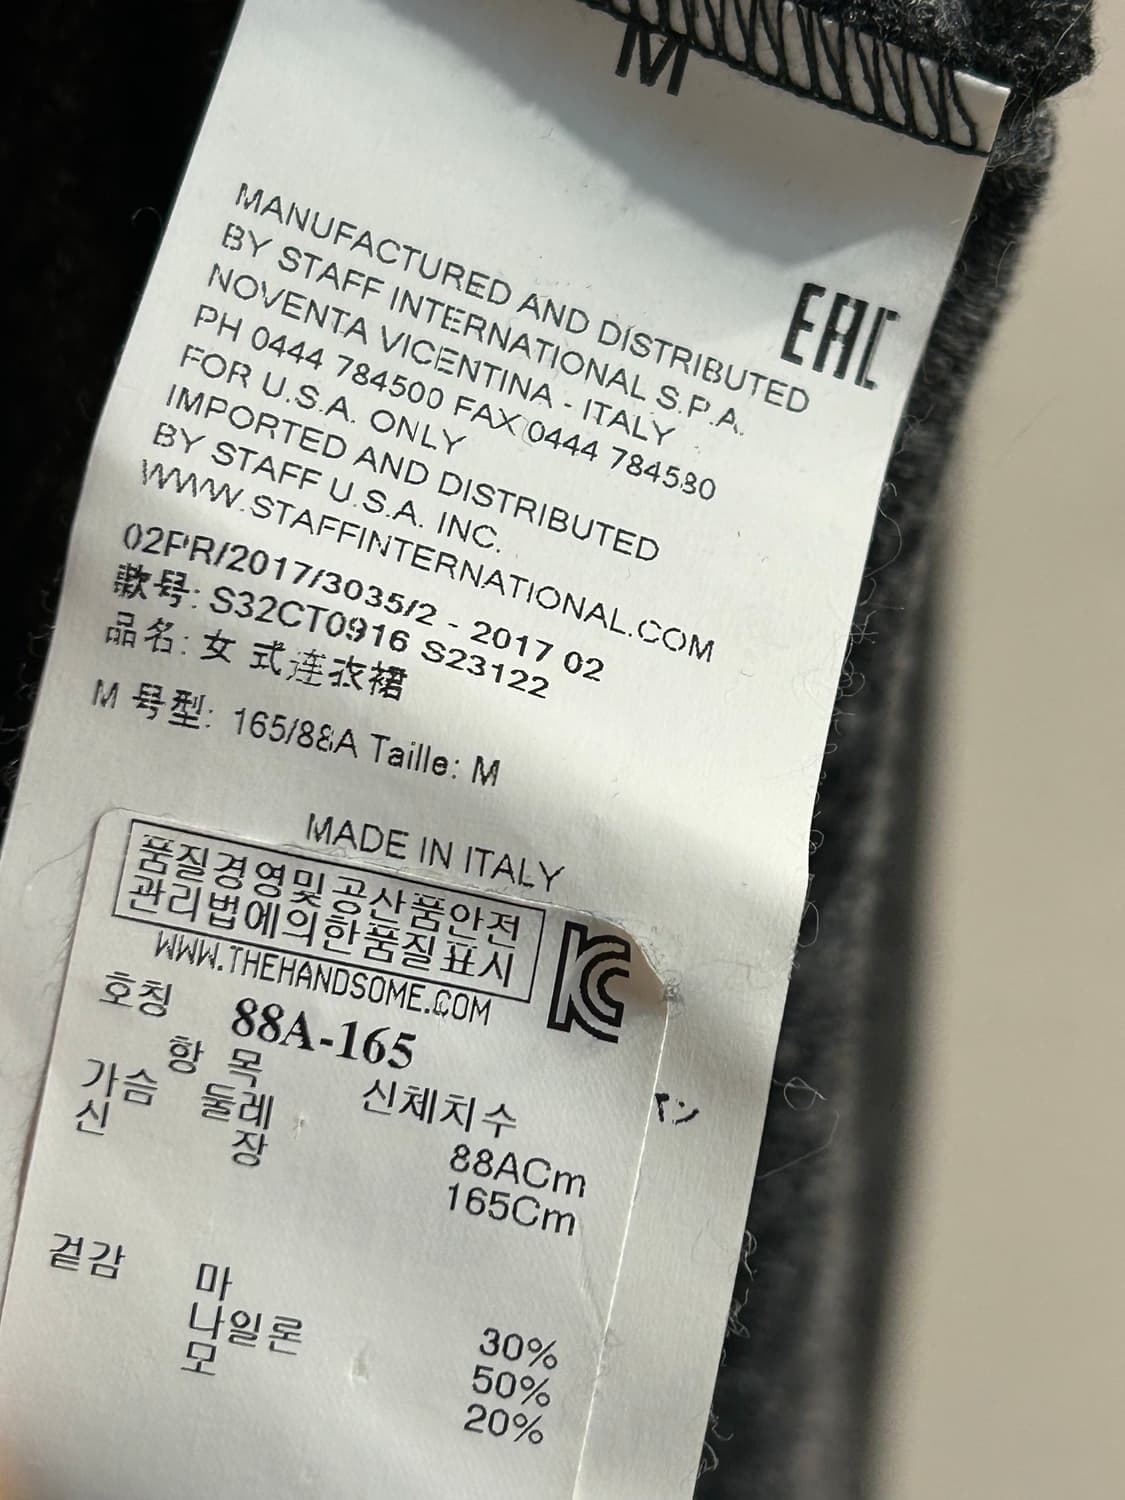 M
EAC
MANUFACTURED AND DISTRIBUTED
BY STAFF INTERNATIONAL S.P.A.
NOVENTA VICENTINA - ITALY
PH 0444 784500 FAX 0444 784530
FOR U.S.A. ONLY
IMPORTED AND DISTRIBUTED
BY STAFF U.S.A. INC.
WWW.STAFFINTERNATIONAL.COM
02PR/2017/3035/2 - 2017 02
款号: S32CT0916 S23122
品名: 女式连衣裙
M 号型: 165/88A Taille: M
MADE IN ITALY
품질경영및공산품안전
관리법에의한품질표시
WWW.THEHANDSOME.COM
호칭 88A-165
항목 신체치수
가슴둘레 88ACm
신장 165Cm
겉감 마 30%
나일론 50%
모 20%